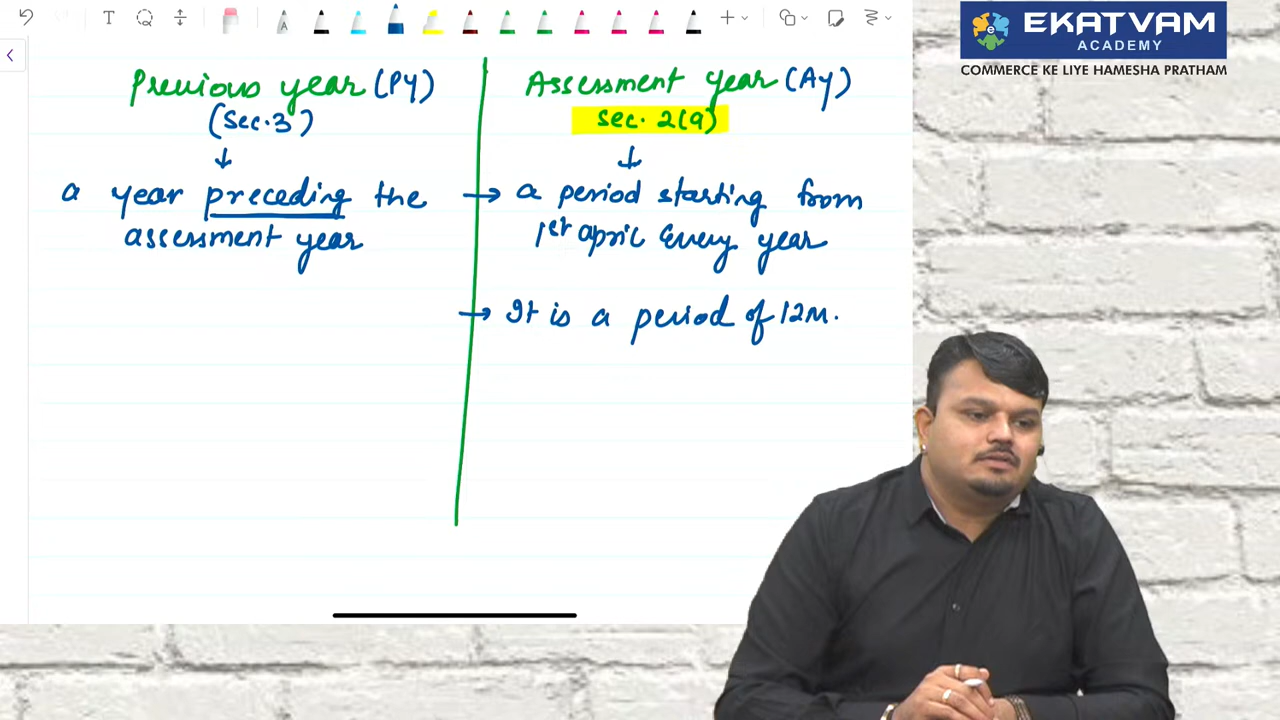 EKATVAM
ACADEMY
COMMERCE KE LIYE HAMESHA PRATHAM
Previous year (Py)
(Sec.3)
↓
a year preceding the
assessment year
Assessment year (Ay)
Sec. 2(9)
↓
→ a period starting from
1st april Every year
→ It is a period of 12M.